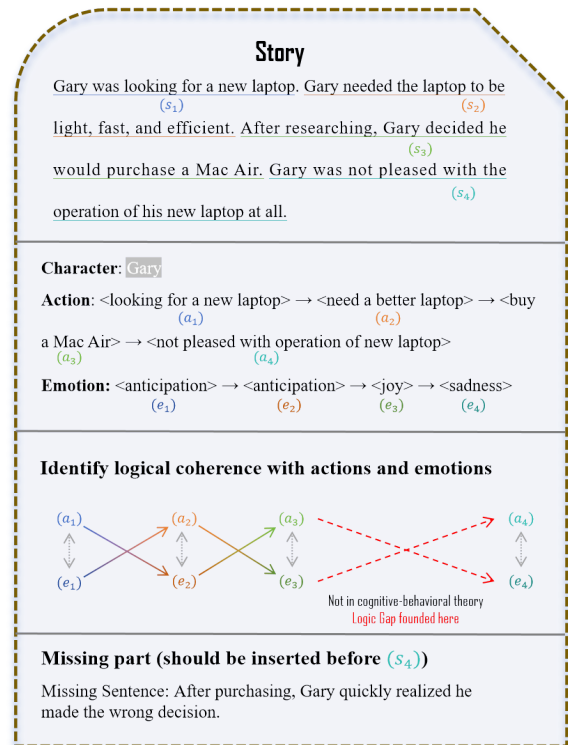 Story
Gary was looking for a new laptop. Gary needed the laptop to be
(s₁) (s₂)
light, fast, and efficient. After researching, Gary decided he
(s₃)
would purchase a Mac Air. Gary was not pleased with the
(s₄)
operation of his new laptop at all.
Character: Gary
Action: <looking for a new laptop> → <need a better laptop> → <buy
(a₁) (a₂)
a Mac Air> → <not pleased with operation of new laptop>
(a₃) (a₄)
Emotion: <anticipation> → <anticipation> → <joy> → <sadness>
(e₁) (e₂) (e₃) (e₄)
Identify logical coherence with actions and emotions
(a₁) (a₂) (a₃) (a₄)
(e₁) (e₂) (e₃) (e₄)
Not in cognitive-behavioral theory
Logic Gap founded here
Missing part (should be inserted before (s₄))
Missing Sentence: After purchasing, Gary quickly realized he
made the wrong decision.